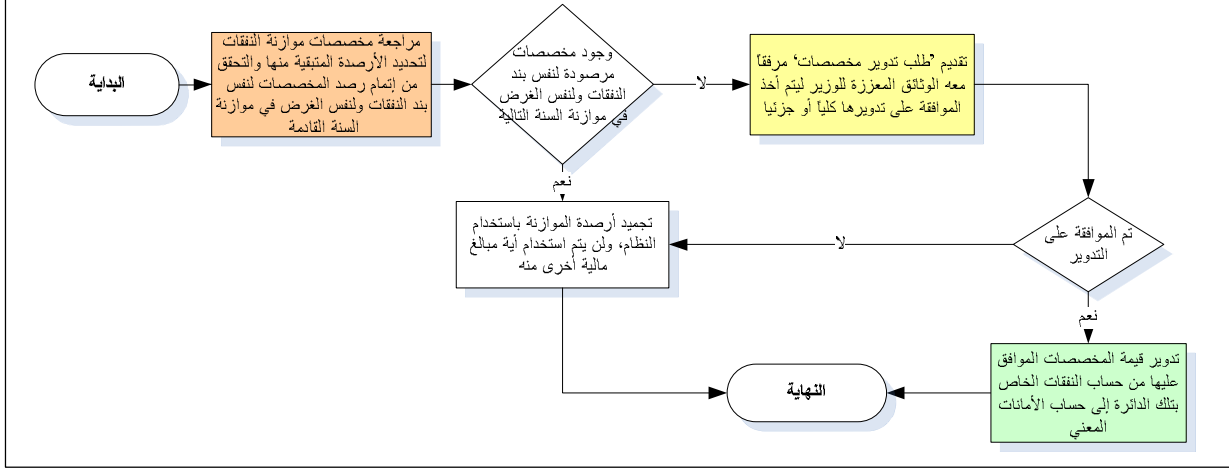 البداية
مراجعة مخصصات موازنة النفقات
لتحديد الأرصدة المتبقية منها والتحقق
من إتمام رصد المخصصات لنفس
بند النفقات ولنفس الغرض في موازنة
السنة القادمة
وجود مخصصات
مرصودة لنفس بند
النفقات ولنفس الغرض
في موازنة السنة التالية
لا
تقديم ’طلب تدوير مخصصات‘ مرفقاً
معه الوثائق المعززة للوزير ليتم أخذ
الموافقة على تدويرها كلياً أو جزئيا
نعم
تجميد أرصدة الموازنة باستخدام
النظام، ولن يتم استخدام أية مبالغ
مالية أخرى منه
لا
تم الموافقة على
التدوير
نعم
تدوير قيمة المخصصات الموافق
عليها من حساب النفقات الخاص
بتلك الدائرة إلى حساب الأمانات
المعني
النهاية